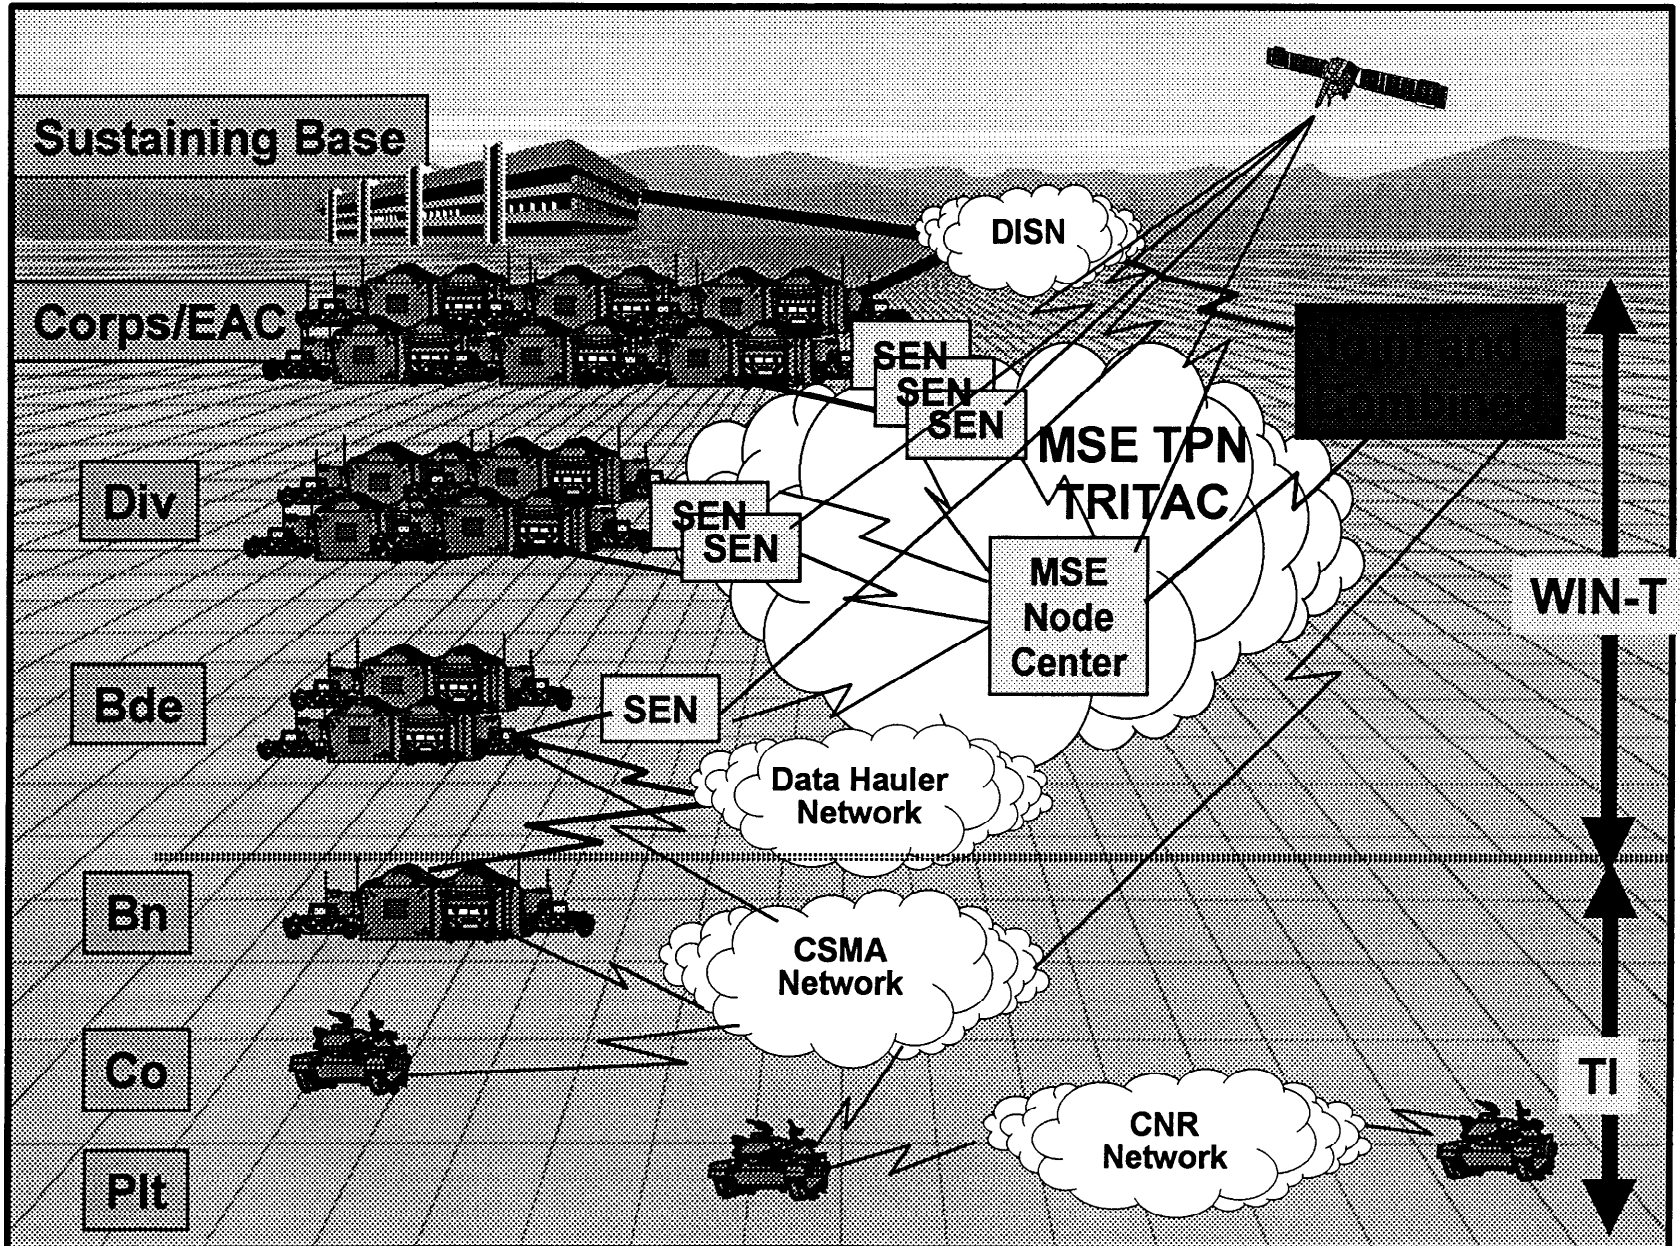 Sustaining Base
DISN
Corps/EAC
SEN
SEN
SEN
MSE TPN
TRITAC
Div
SEN
SEN
MSE
Node
Center
WIN-T
Bde
SEN
Data Hauler
Network
Bn
CSMA
Network
Co
TI
CNR
Network
Plt